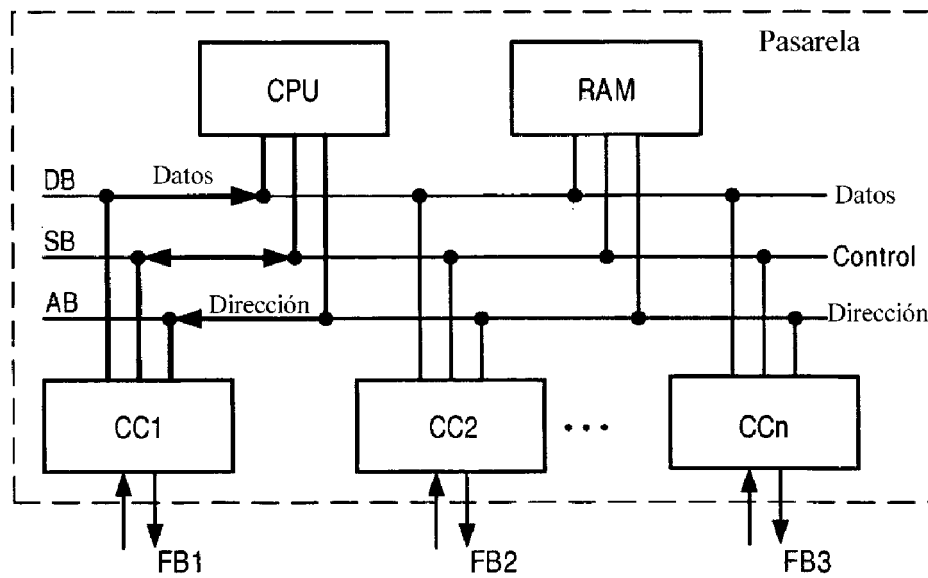 Pasarela
CPU
RAM
DB
Datos
Datos
SB
Control
AB
Dirección
Dirección
CC1
CC2
...
CCn
FB1
FB2
FB3